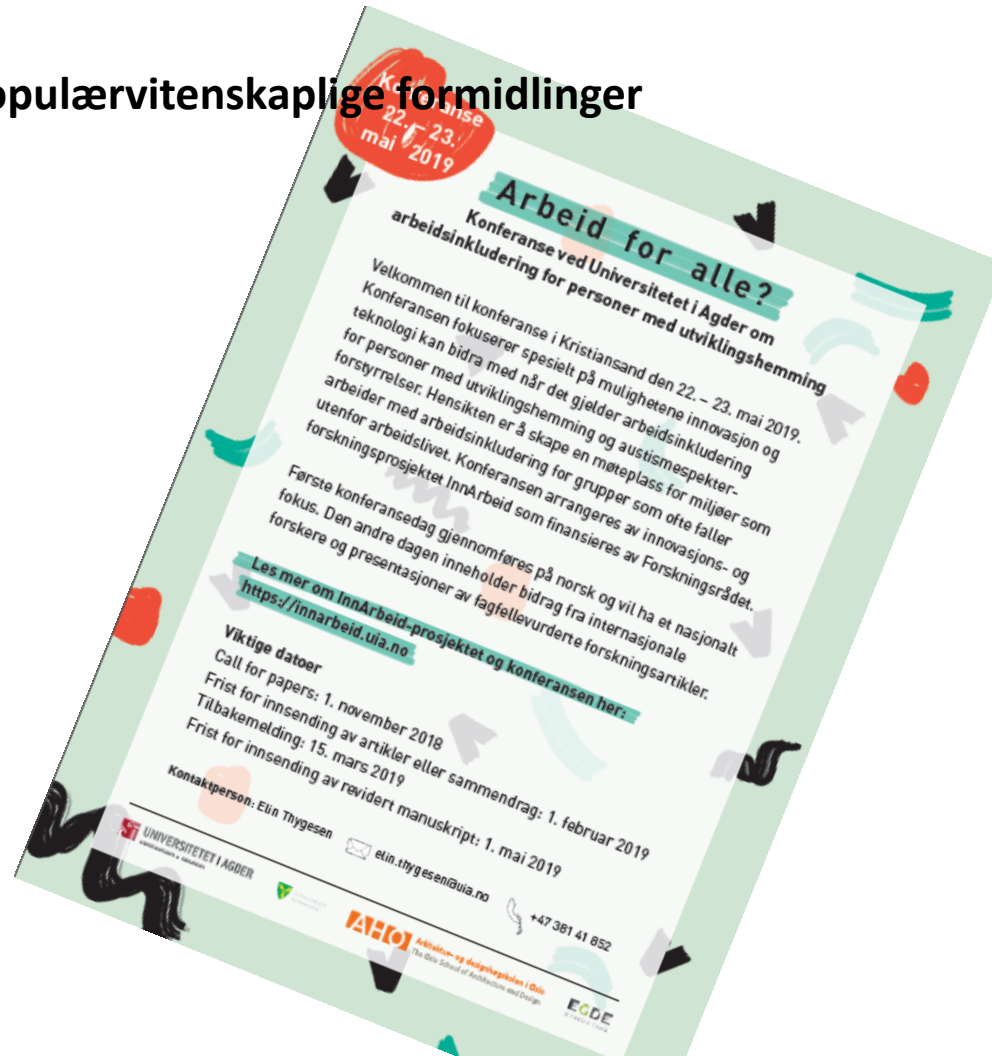 opulærvitenskaplige formidlinger
Konferanse
22. – 23.
mai 2019
Arbeid for alle?
Konferanse ved Universitetet i Agder om
arbeidsinkludering for personer med utviklingshemming
Velkommen til konferanse i Kristiansand den 22. – 23. mai 2019.
Konferansen fokuserer spesielt på mulighetene innovasjon og
teknologi kan bidra med når det gjelder arbeidsinkludering
for personer med utviklingshemming og austismespekter-
forstyrrelser. Hensikten er å skape en møteplass for miljøer som
arbeider med arbeidsinkludering for grupper som ofte faller
utenfor arbeidslivet. Konferansen arrangeres av innovasjons- og
forskningsprosjektet InnArbeid som finansieres av Forskningsrådet.
Første konferansedag gjennomføres på norsk og vil ha et nasjonalt
fokus. Den andre dagen inneholder bidrag fra internasjonale
forskere og presentasjoner av fagfellevurderte forskningsartikler.
Les mer om InnArbeid-prosjektet og konferansen her:
https://innarbeid.uia.no
Viktige datoer
Call for papers: 1. november 2018
Frist for innsending av artikler eller sammendrag: 1. februar 2019
Tilbakemelding: 15. mars 2019
Frist for innsending av revidert manuskript: 1. mai 2019
Kontaktperson: Elin Thygesen
elin.thygesen@uia.no
+47 381 41 852
UNIVERSITETET I AGDER
AHO
Arkitektur- og designhøgskolen i Oslo
The Oslo School of Architecture and Design
EGDE